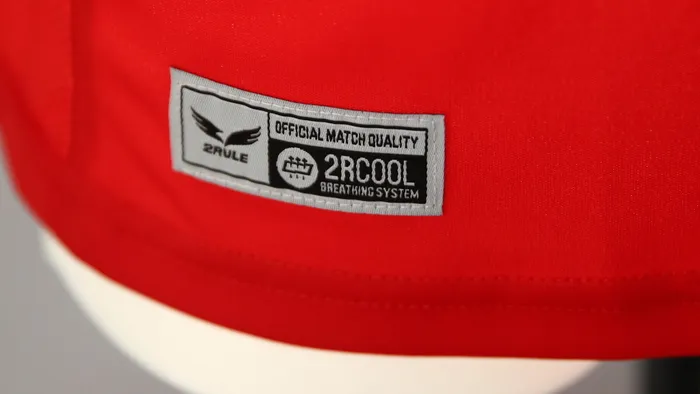 2RULE
OFFICIAL MATCH QUALITY
2RCOOL
BREATHING SYSTEM